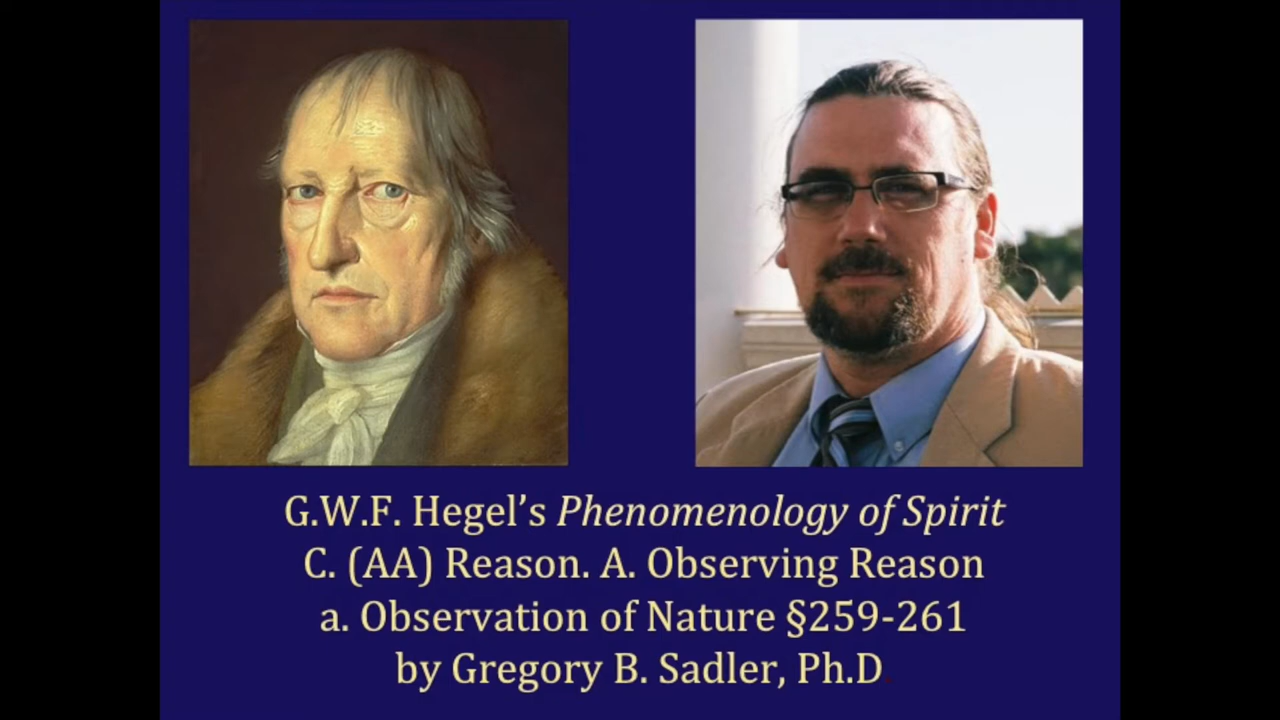 G.W.F. Hegel’s Phenomenology of Spirit
C. (AA) Reason. A. Observing Reason
a. Observation of Nature §259-261
by Gregory B. Sadler, Ph.D.